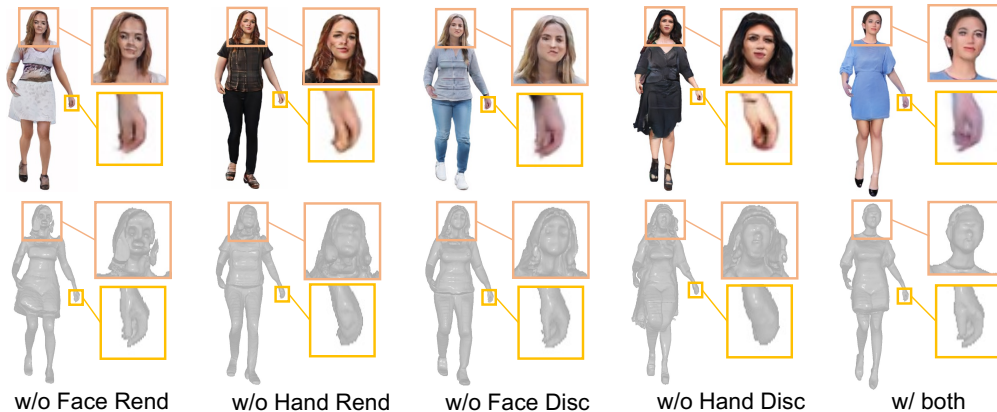 w/o Face Rend
w/o Hand Rend
w/o Face Disc
w/o Hand Disc
w/ both